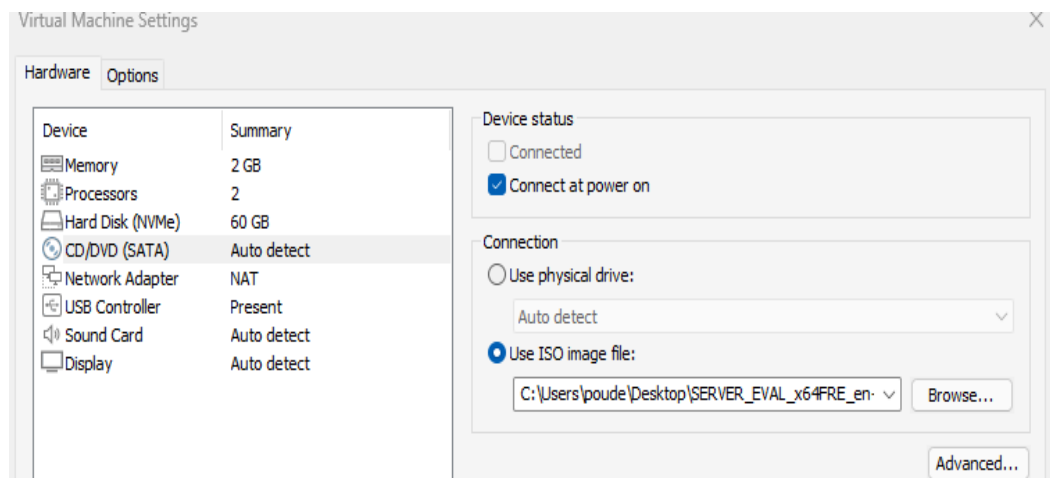 Virtual Machine Settings
Hardware Options
Device Summary
Memory 2 GB
Processors 2
Hard Disk (NVMe) 60 GB
CD/DVD (SATA) Auto detect
Network Adapter NAT
USB Controller Present
Sound Card Auto detect
Display Auto detect
Device status
Connected
Connect at power on
Connection
Use physical drive:
Auto detect
Use ISO image file:
C:\Users\poude\Desktop\SERVER_EVAL_x64FRE_en- Browse...
Advanced...